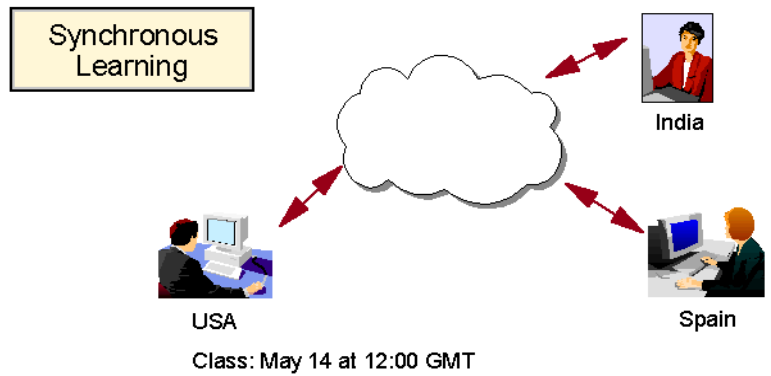 Synchronous
Learning
India
USA
Spain
Class: May 14 at 12:00 GMT